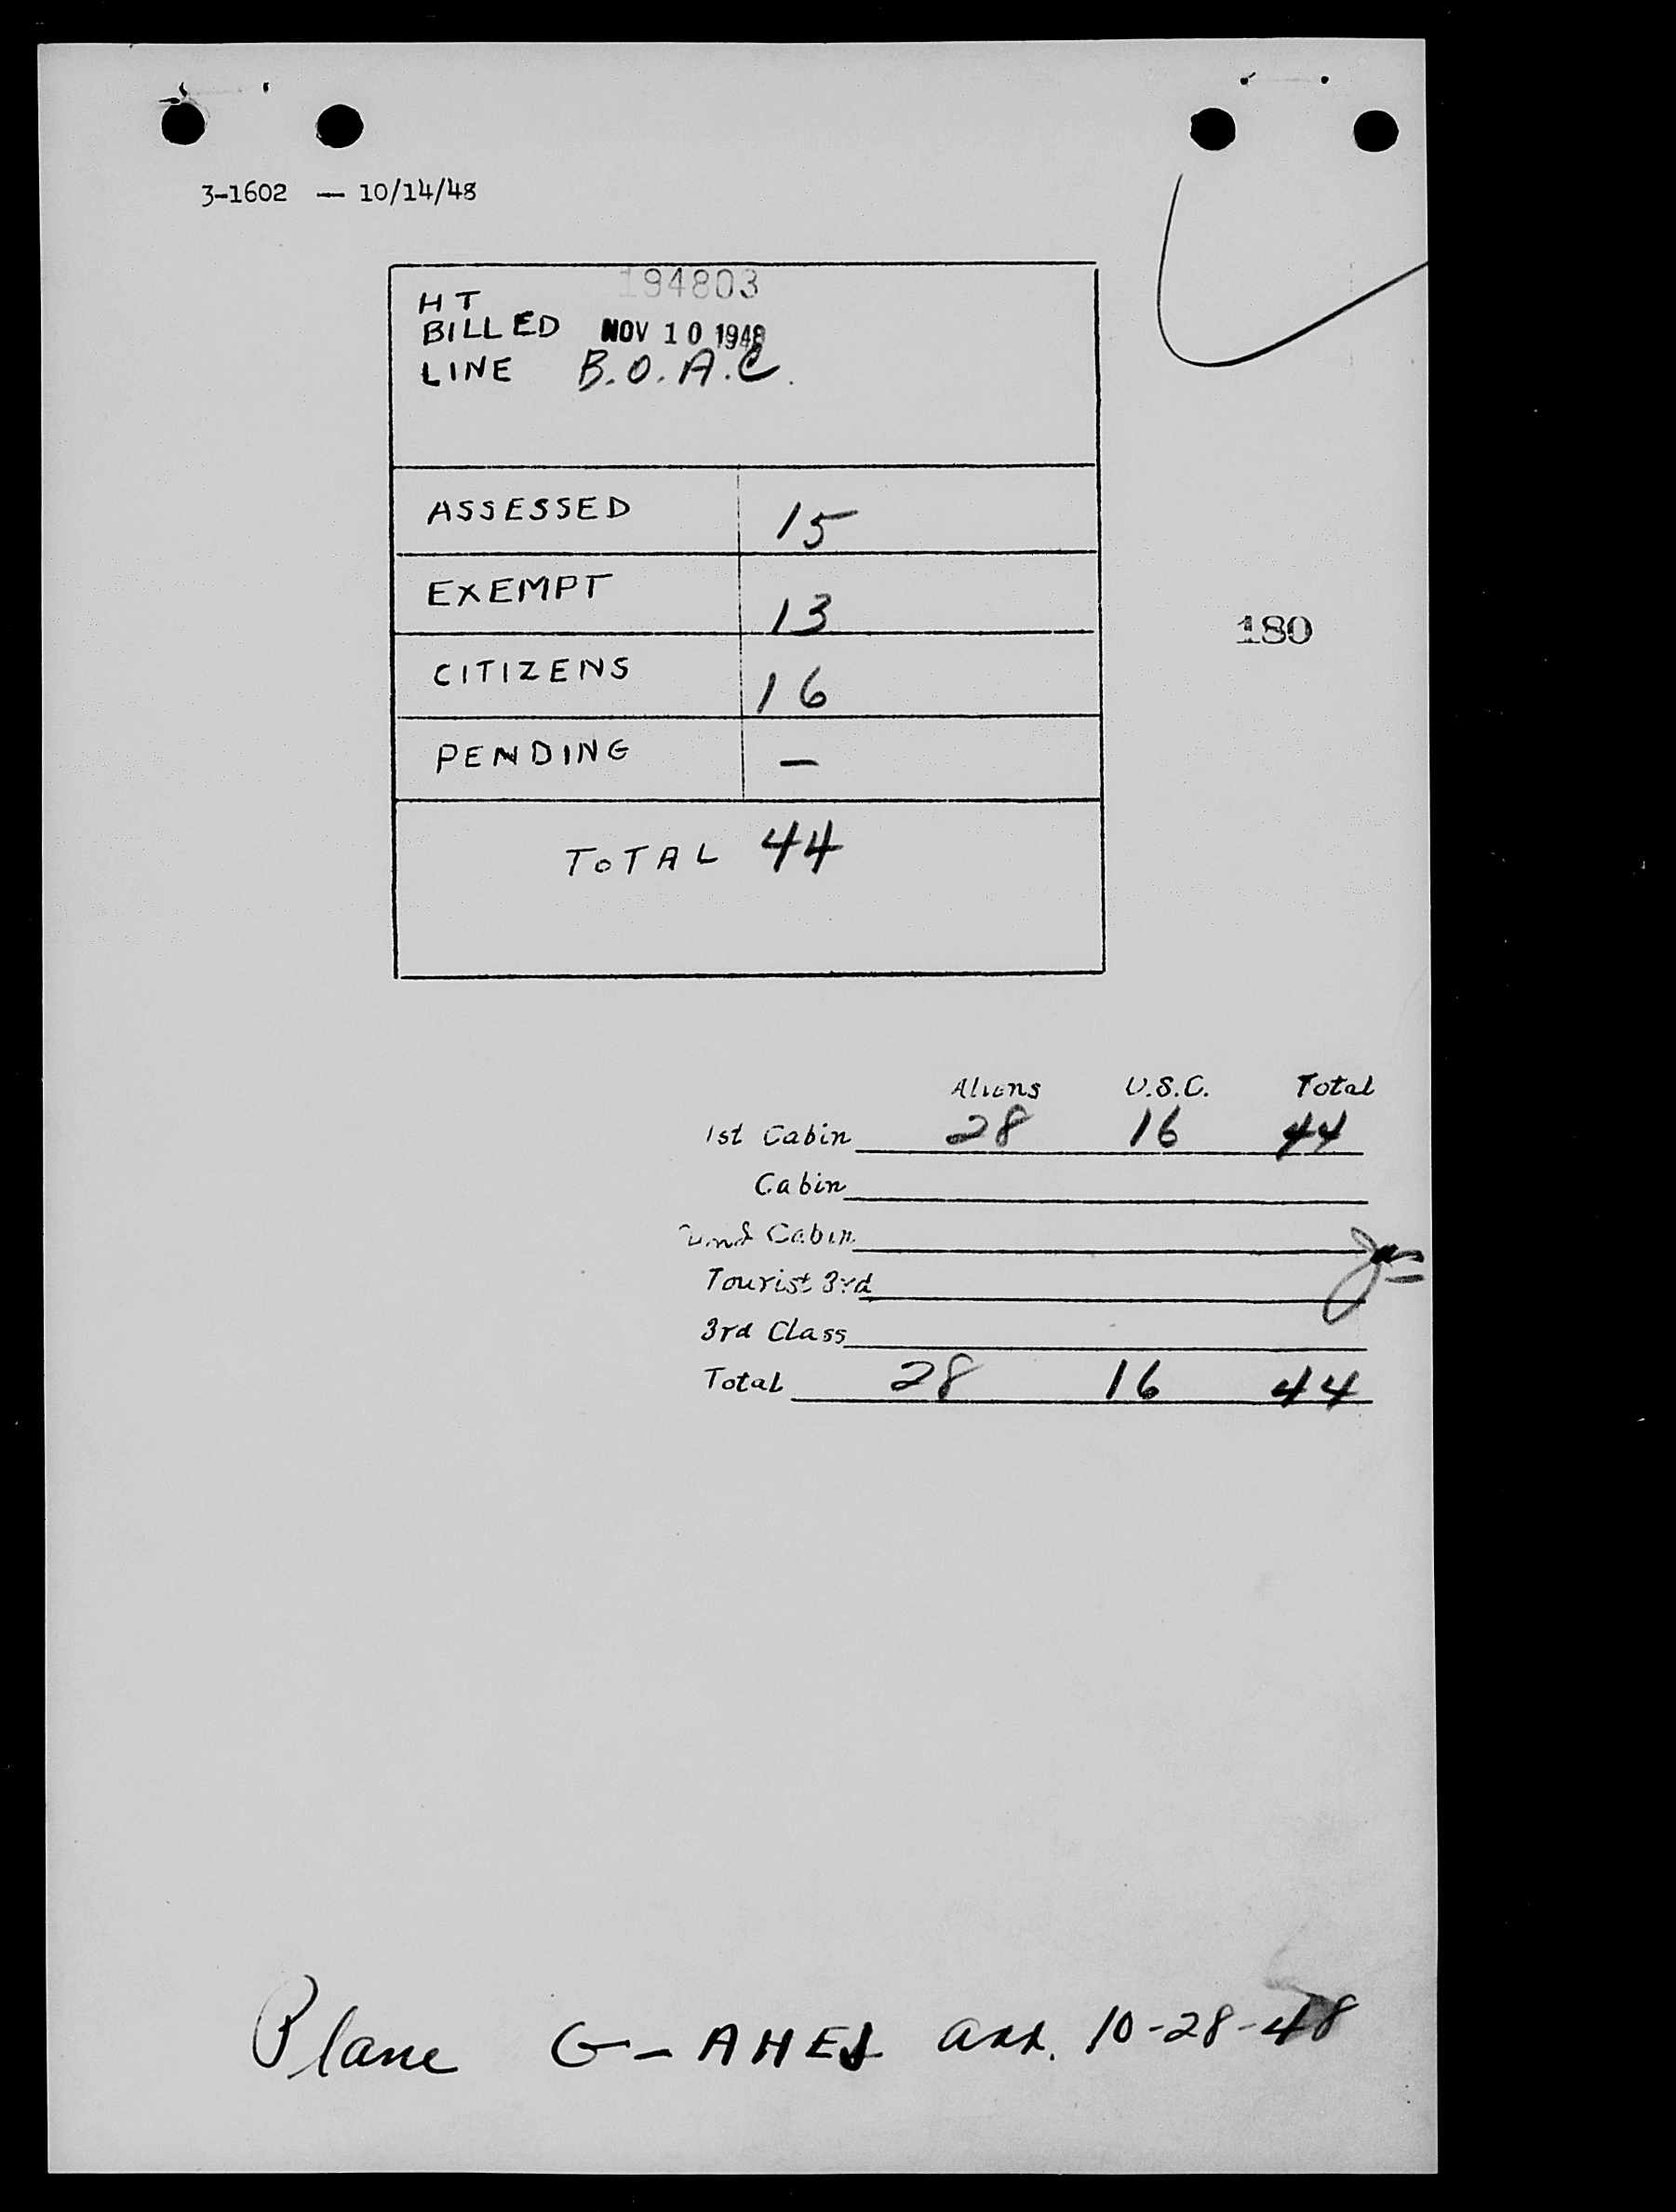 3-1602 — 10/14/48
194803
HT
BILLED NOV 10 1948
LINE B.O.A.C.
ASSESSED 15
EXEMPT 13
180
CITIZENS 16
PENDING —
TOTAL 44
Aliens U.S.C. Total
1st Cabin 28 16 44
Cabin
2nd Cabin
Tourist 3rd
3rd Class
Total 28 16 44
Plane G-AHEJ arr. 10-28-48